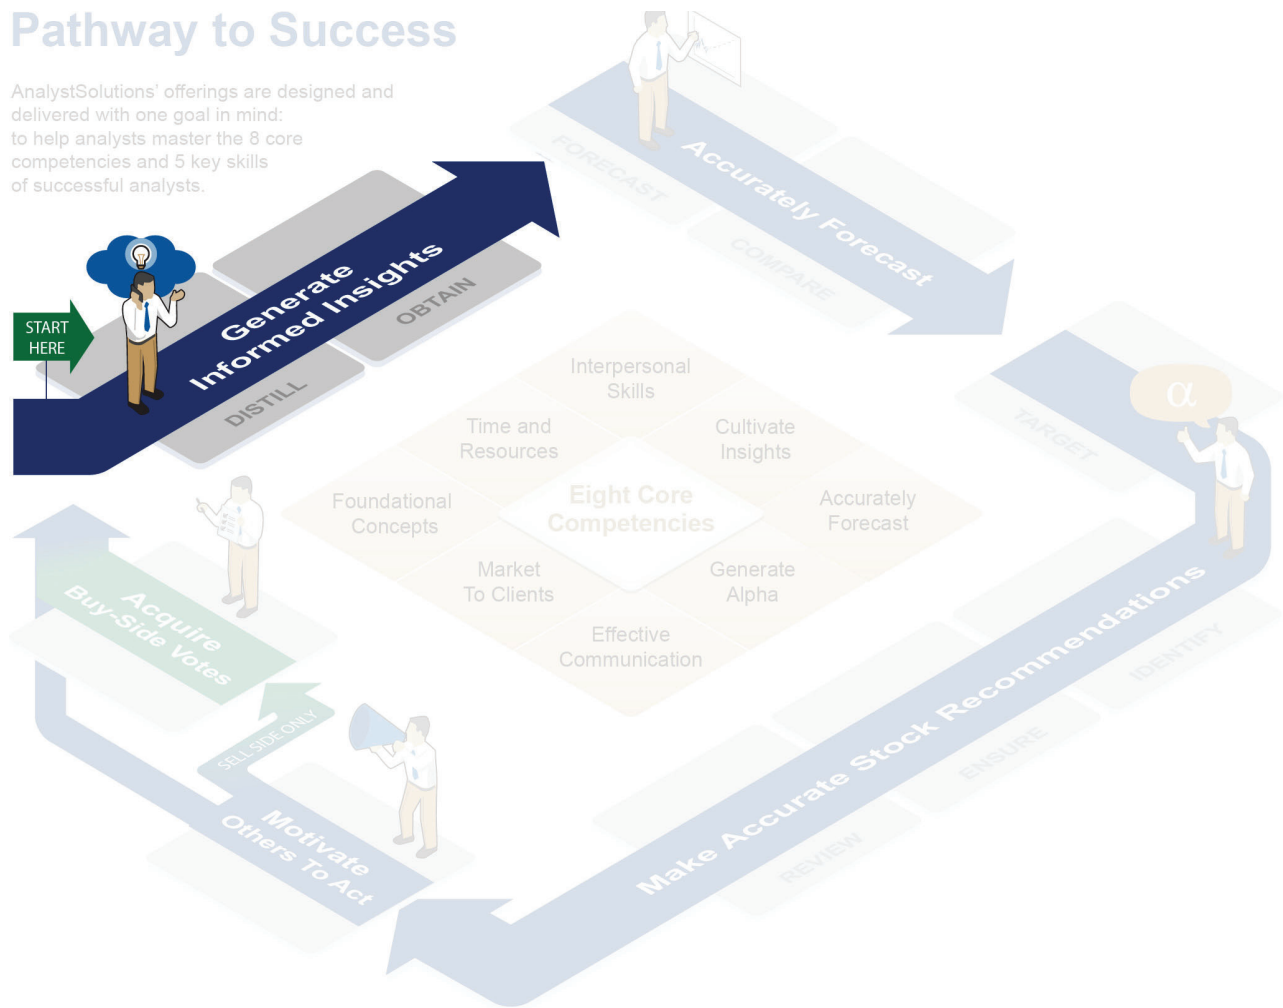 Pathway to Success
AnalystSolutions’ offerings are designed and
delivered with one goal in mind:
to help analysts master the 8 core
competencies and 5 key skills
of successful analysts.
START
HERE
Generate
Informed Insights
DISTILL
OBTAIN
Accurately Forecast
FORECAST
COMPARE
TARGET
α
Make Accurate Stock Recommendations
IDENTIFY
ENSURE
REVIEW
Motivate
Others To Act
SELL SIDE ONLY
Acquire
Buy-Side Votes
Eight Core
Competencies
Interpersonal
Skills
Cultivate
Insights
Accurately
Forecast
Generate
Alpha
Effective
Communication
Market
To Clients
Foundational
Concepts
Time and
Resources